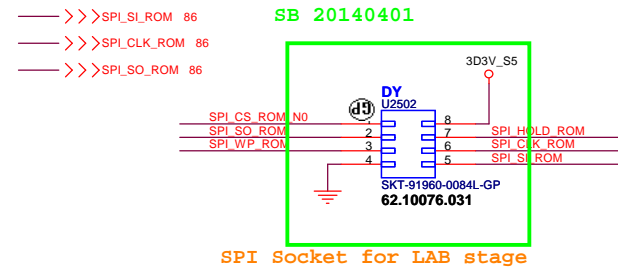 SPI_SI_ROM 86
SB 20140401
SPI_CLK_ROM 86
SPI_SO_ROM 86
3D3V_S5
DY
U2502
GP
SPI_CS_ROM_N0 1 8
SPI_SO_ROM 2 7 SPI_HOLD_ROM
SPI_WP_ROM 3 6 SPI_CLK_ROM
4 5 SPI_SI_ROM
SKT-91960-0084L-GP
62.10076.031
SPI Socket for LAB stage